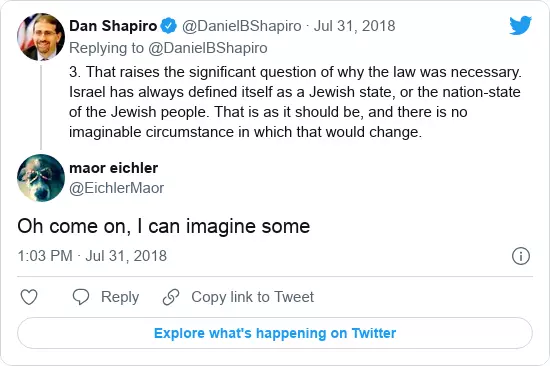 Dan Shapiro @DanielBShapiro · Jul 31, 2018
Replying to @DanielBShapiro
3. That raises the significant question of why the law was necessary.
Israel has always defined itself as a Jewish state, or the nation-state
of the Jewish people. That is as it should be, and there is no
imaginable circumstance in which that would change.
maor eichler
@EichlerMaor
Oh come on, I can imagine some
1:03 PM · Jul 31, 2018
Reply Copy link to Tweet
Explore what's happening on Twitter